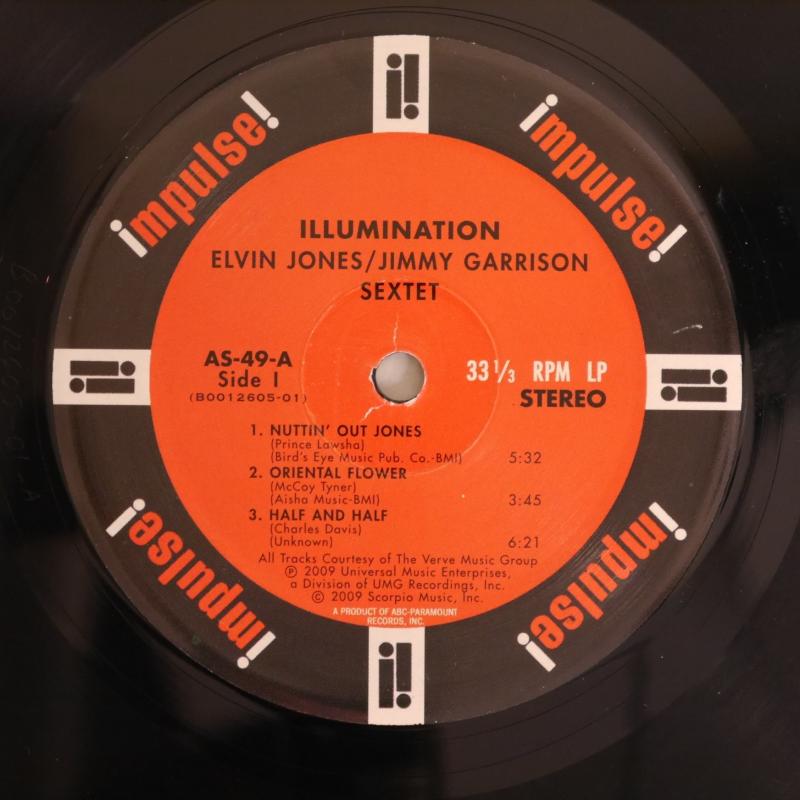 impulse!
impulse!
ILLUMINATION
ELVIN JONES/JIMMY GARRISON
SEXTET
AS-49-A
Side 1
(B0012605-01)
33 1/3 RPM LP
STEREO
1. NUTTIN' OUT JONES
(Prince Lawsha)
(Bird's Eye Music Pub. Co.-BMI) 5:32
2. ORIENTAL FLOWER
(McCoy Tyner)
(Aisha Music-BMI) 3:45
3. HALF AND HALF
(Charles Davis)
(Unknown) 6:21
All Tracks Courtesy of The Verve Music Group
℗ 2009 Universal Music Enterprises,
a Division of UMG Recordings, Inc.
© 2009 Scorpio Music, Inc.
A PRODUCT OF ABC-PARAMOUNT
RECORDS, INC.
impulse!
impulse!